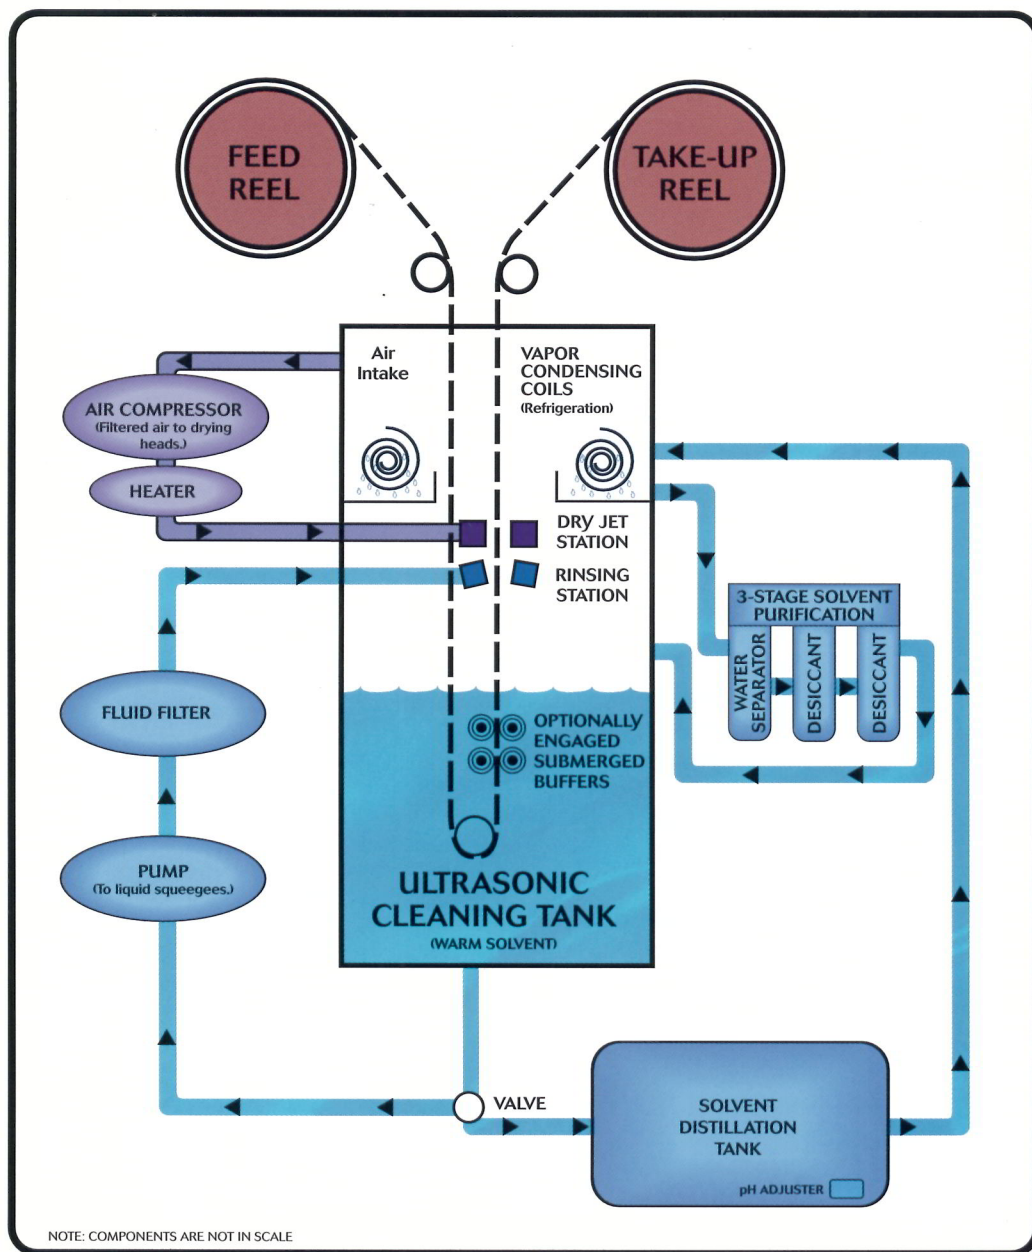 FEED
REEL
TAKE-UP
REEL
Air
Intake
VAPOR
CONDENSING
COILS
(Refrigeration)
AIR COMPRESSOR
(Filtered air to drying
heads.)
HEATER
DRY JET
STATION
RINSING
STATION
3-STAGE SOLVENT
PURIFICATION
WATER
SEPARATOR
DESICCANT
DESICCANT
FLUID FILTER
OPTIONALLY
ENGAGED
SUBMERGED
BUFFERS
PUMP
(To liquid squeegees.)
ULTRASONIC
CLEANING TANK
(WARM SOLVENT)
VALVE
SOLVENT
DISTILLATION
TANK
pH ADJUSTER
NOTE: COMPONENTS ARE NOT IN SCALE